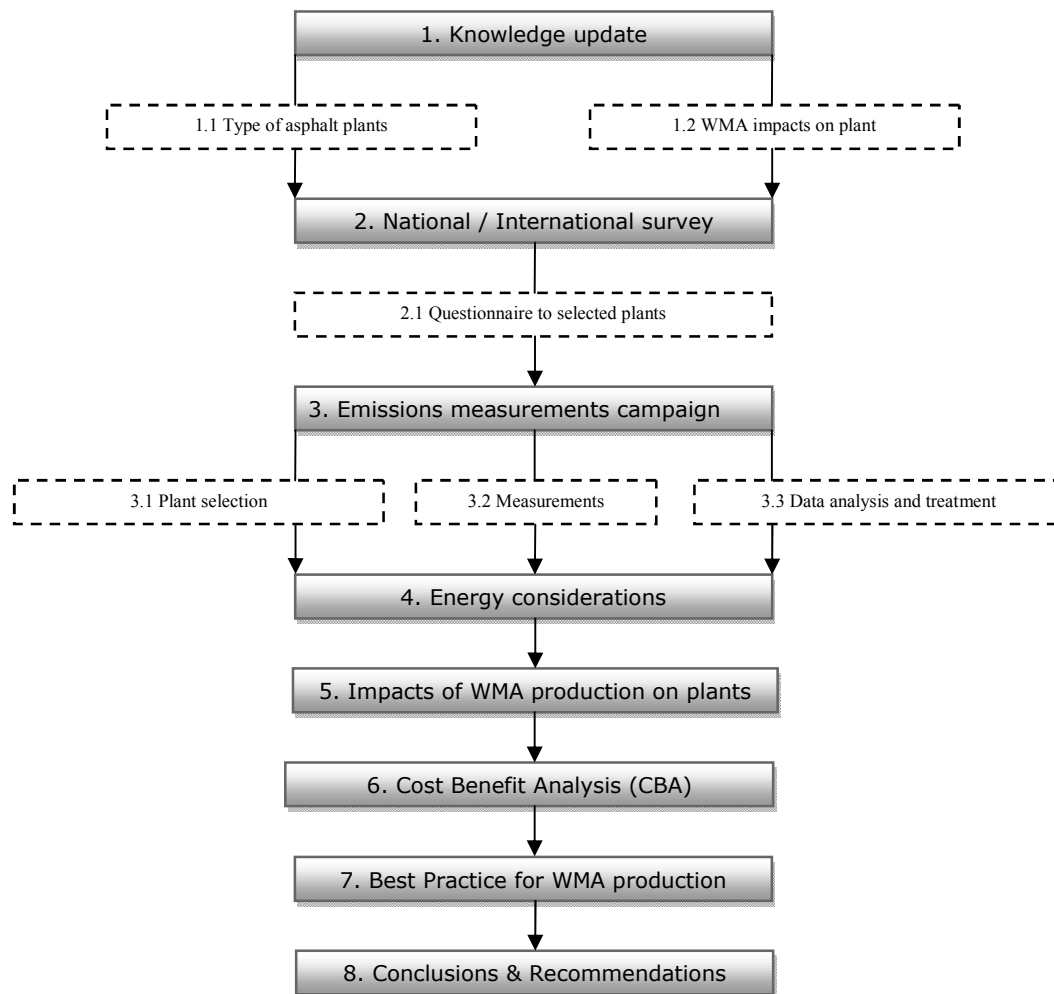 1. Knowledge update
1.1 Type of asphalt plants
1.2 WMA impacts on plant
2. National / International survey
2.1 Questionnaire to selected plants
3. Emissions measurements campaign
3.1 Plant selection
3.2 Measurements
3.3 Data analysis and treatment
4. Energy considerations
5. Impacts of WMA production on plants
6. Cost Benefit Analysis (CBA)
7. Best Practice for WMA production
8. Conclusions & Recommendations